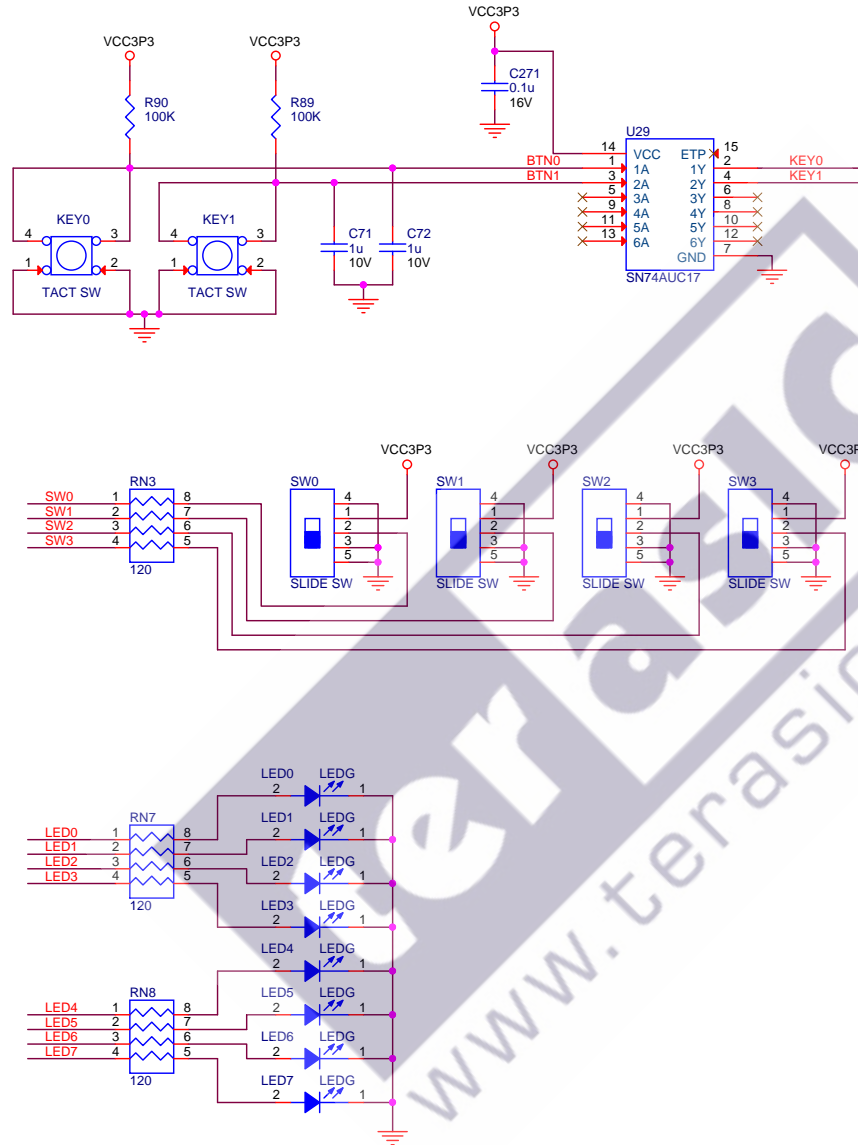 VCC3P3
VCC3P3 VCC3P3
R90 100K
R89 100K
C271 0.1u 16V
U29
14 VCC ETP 15
BTN0 1 1A 1Y 2 KEY0
BTN1 3 2A 2Y 4 KEY1
5 3A 3Y 6
9 4A 4Y 8
11 5A 5Y 10
13 6A 6Y 12
GND 7
SN74AUC17
KEY0
4 3
1 2
TACT SW
KEY1
4 3
1 2
TACT SW
C71 1u 10V
C72 1u 10V
VCC3P3 VCC3P3 VCC3P3 VCC3P3
RN3
SW0 1 8
SW1 2 7
SW2 3 6
SW3 4 5
120
SW0
4
1
2
3
5
SLIDE SW
SW1
4
1
2
3
5
SLIDE SW
SW2
4
1
2
3
5
SLIDE SW
SW3
4
1
2
3
5
SLIDE SW
RN7
LED0 1 8
LED1 2 7
LED2 3 6
LED3 4 5
120
LED0 LEDG
2 1
LED1 LEDG
2 1
LED2 LEDG
2 1
LED3 LEDG
2 1
LED4 LEDG
2 1
LED5 LEDG
2 1
LED6 LEDG
2 1
LED7 LEDG
2 1
RN8
LED4 1 8
LED5 2 7
LED6 3 6
LED7 4 5
120
terasic
www.terasic